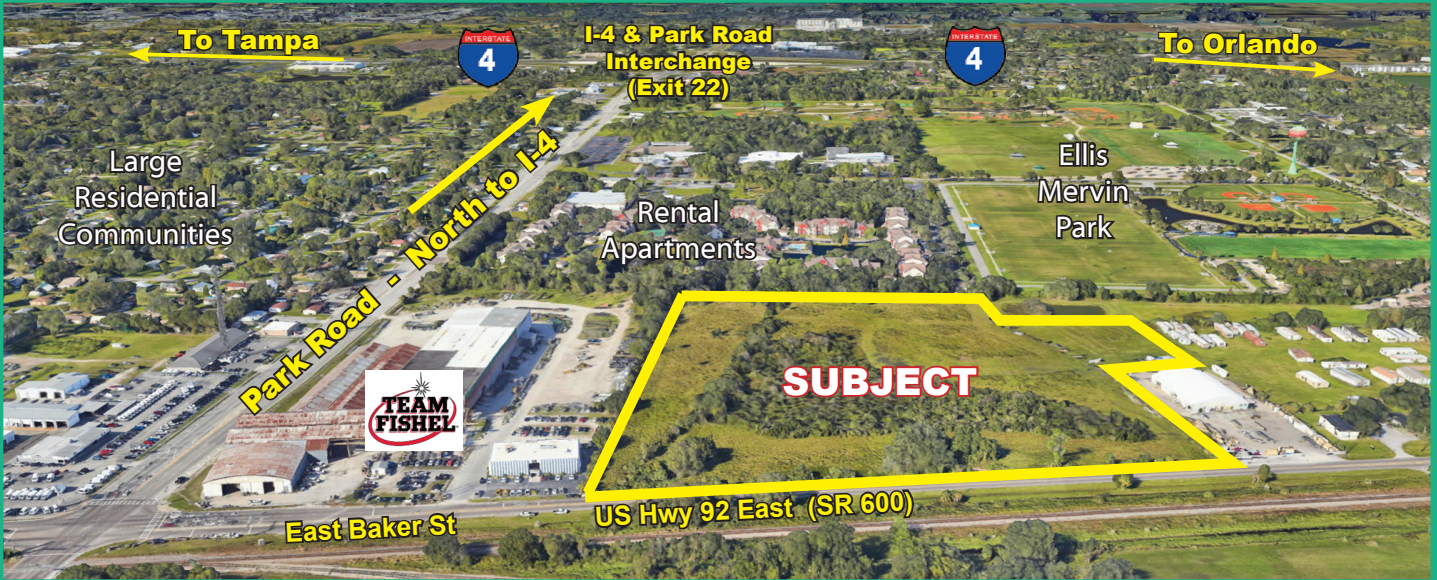 To Tampa
INTERSTATE
4
I-4 & Park Road
Interchange
(Exit 22)
INTERSTATE
4
To Orlando
Large
Residential
Communities
Park Road - North to I-4
Rental
Apartments
Ellis
Mervin
Park
SUBJECT
TEAM
FISHEL
East Baker St
US Hwy 92 East (SR 600)